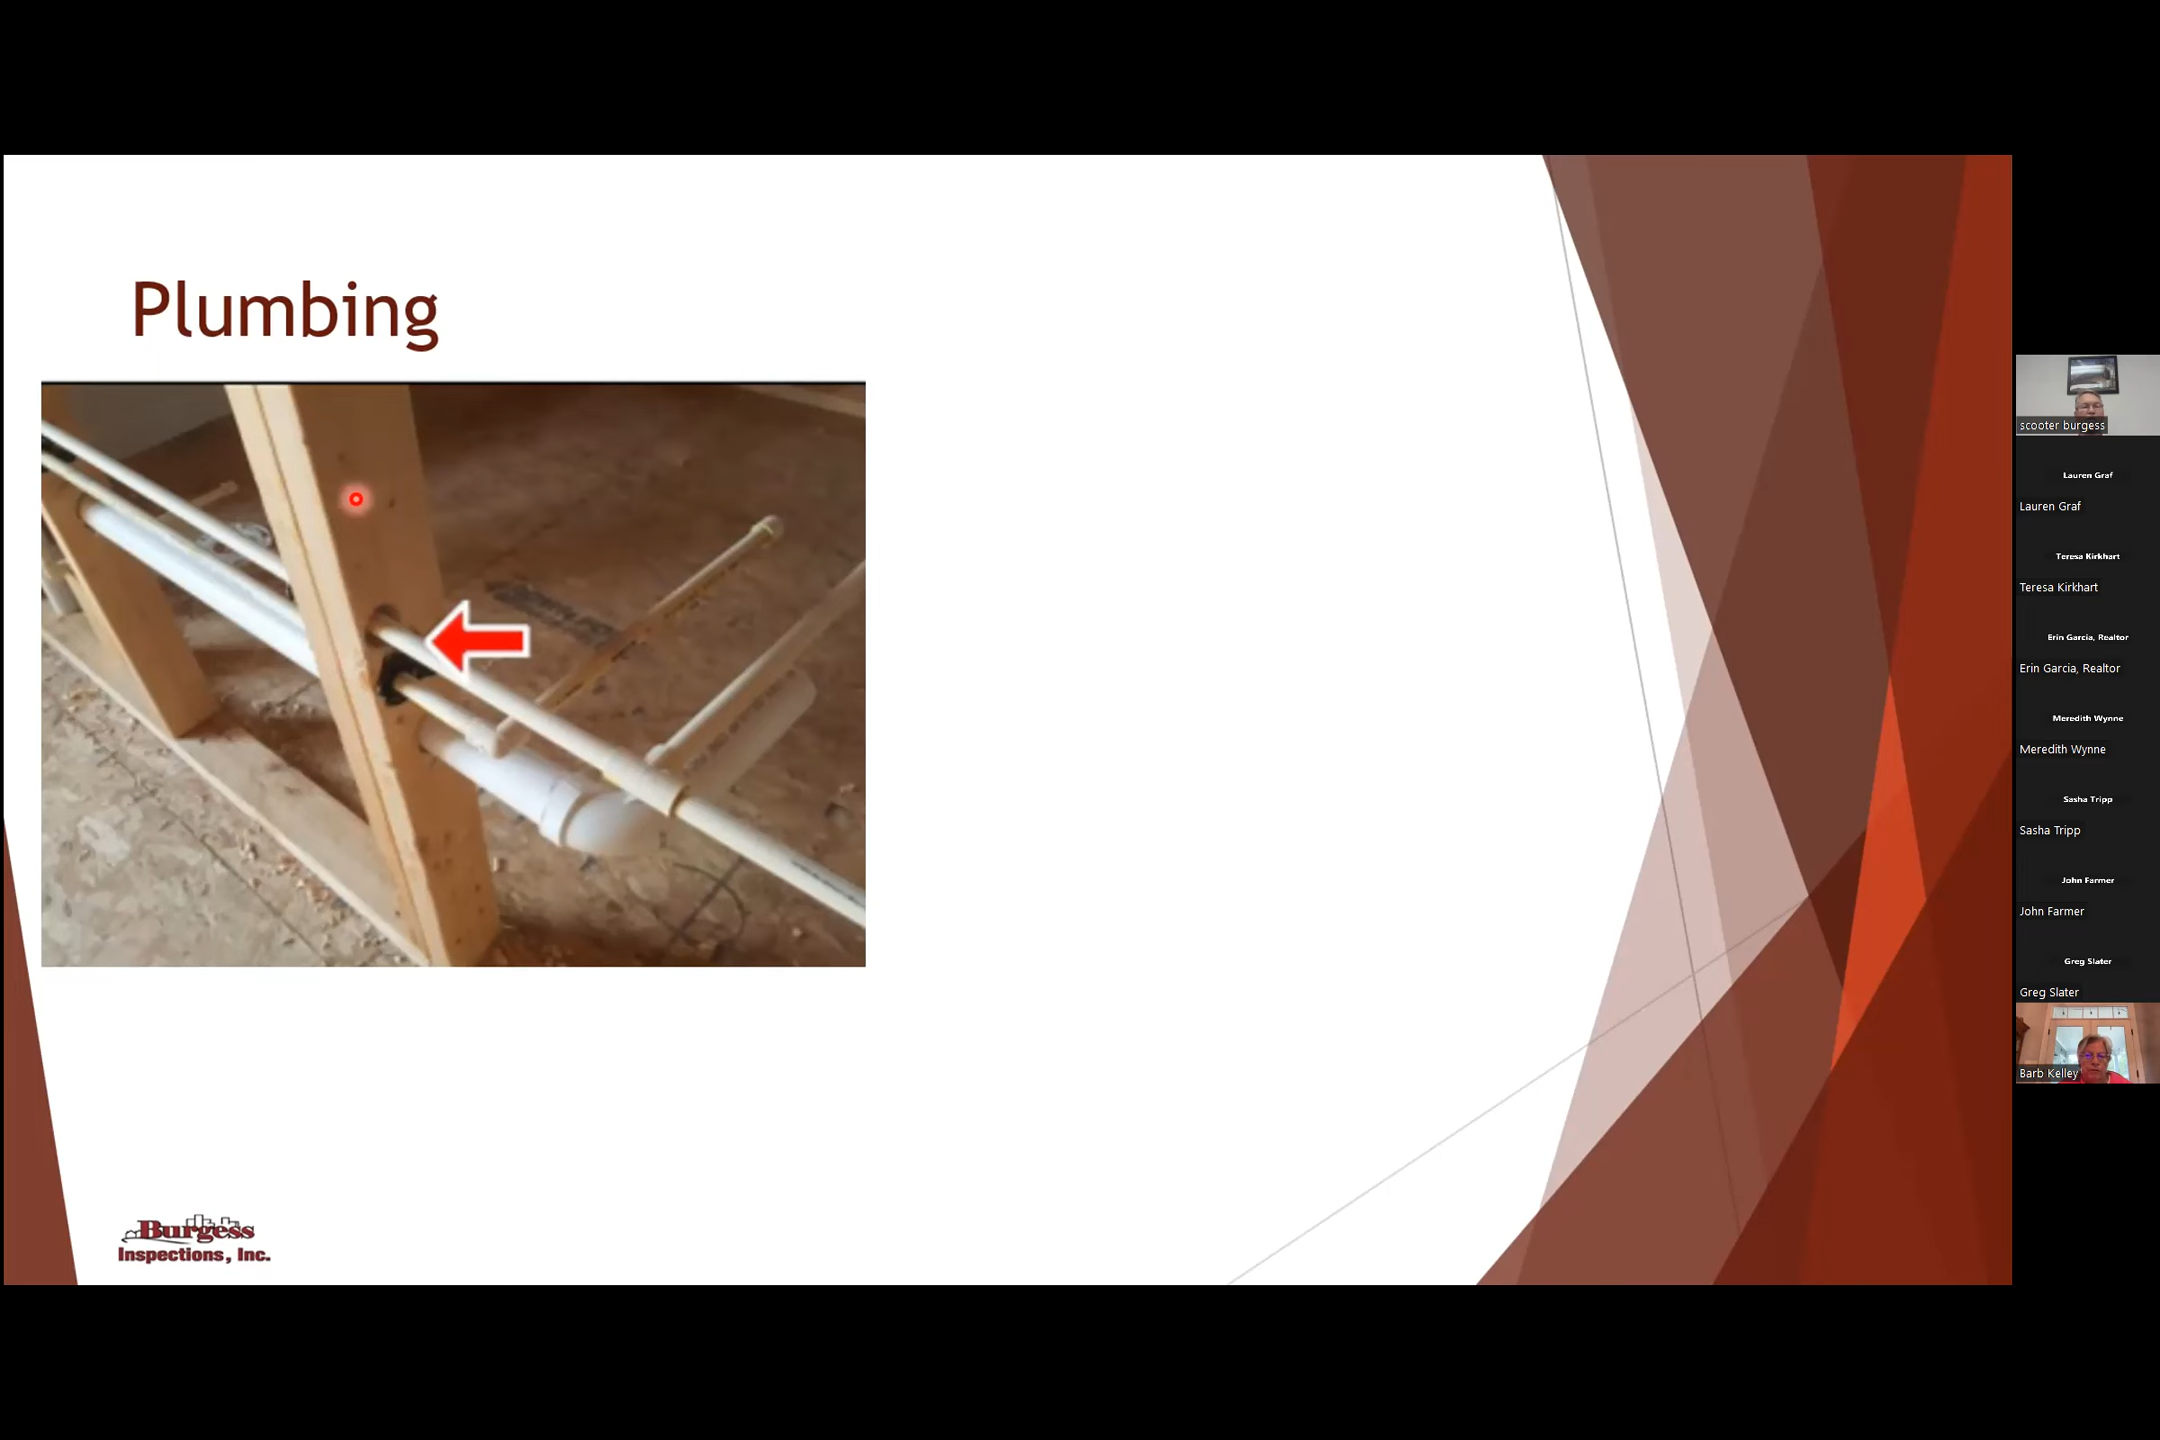 Plumbing
Burgess
Inspections, Inc.
scooter burgess
Lauren Graf
Lauren Graf
Teresa Kirkhart
Teresa Kirkhart
Erin Garcia, Realtor
Erin Garcia, Realtor
Meredith Wynne
Meredith Wynne
Sasha Tripp
Sasha Tripp
John Farmer
John Farmer
Greg Slater
Greg Slater
Barb Kelley